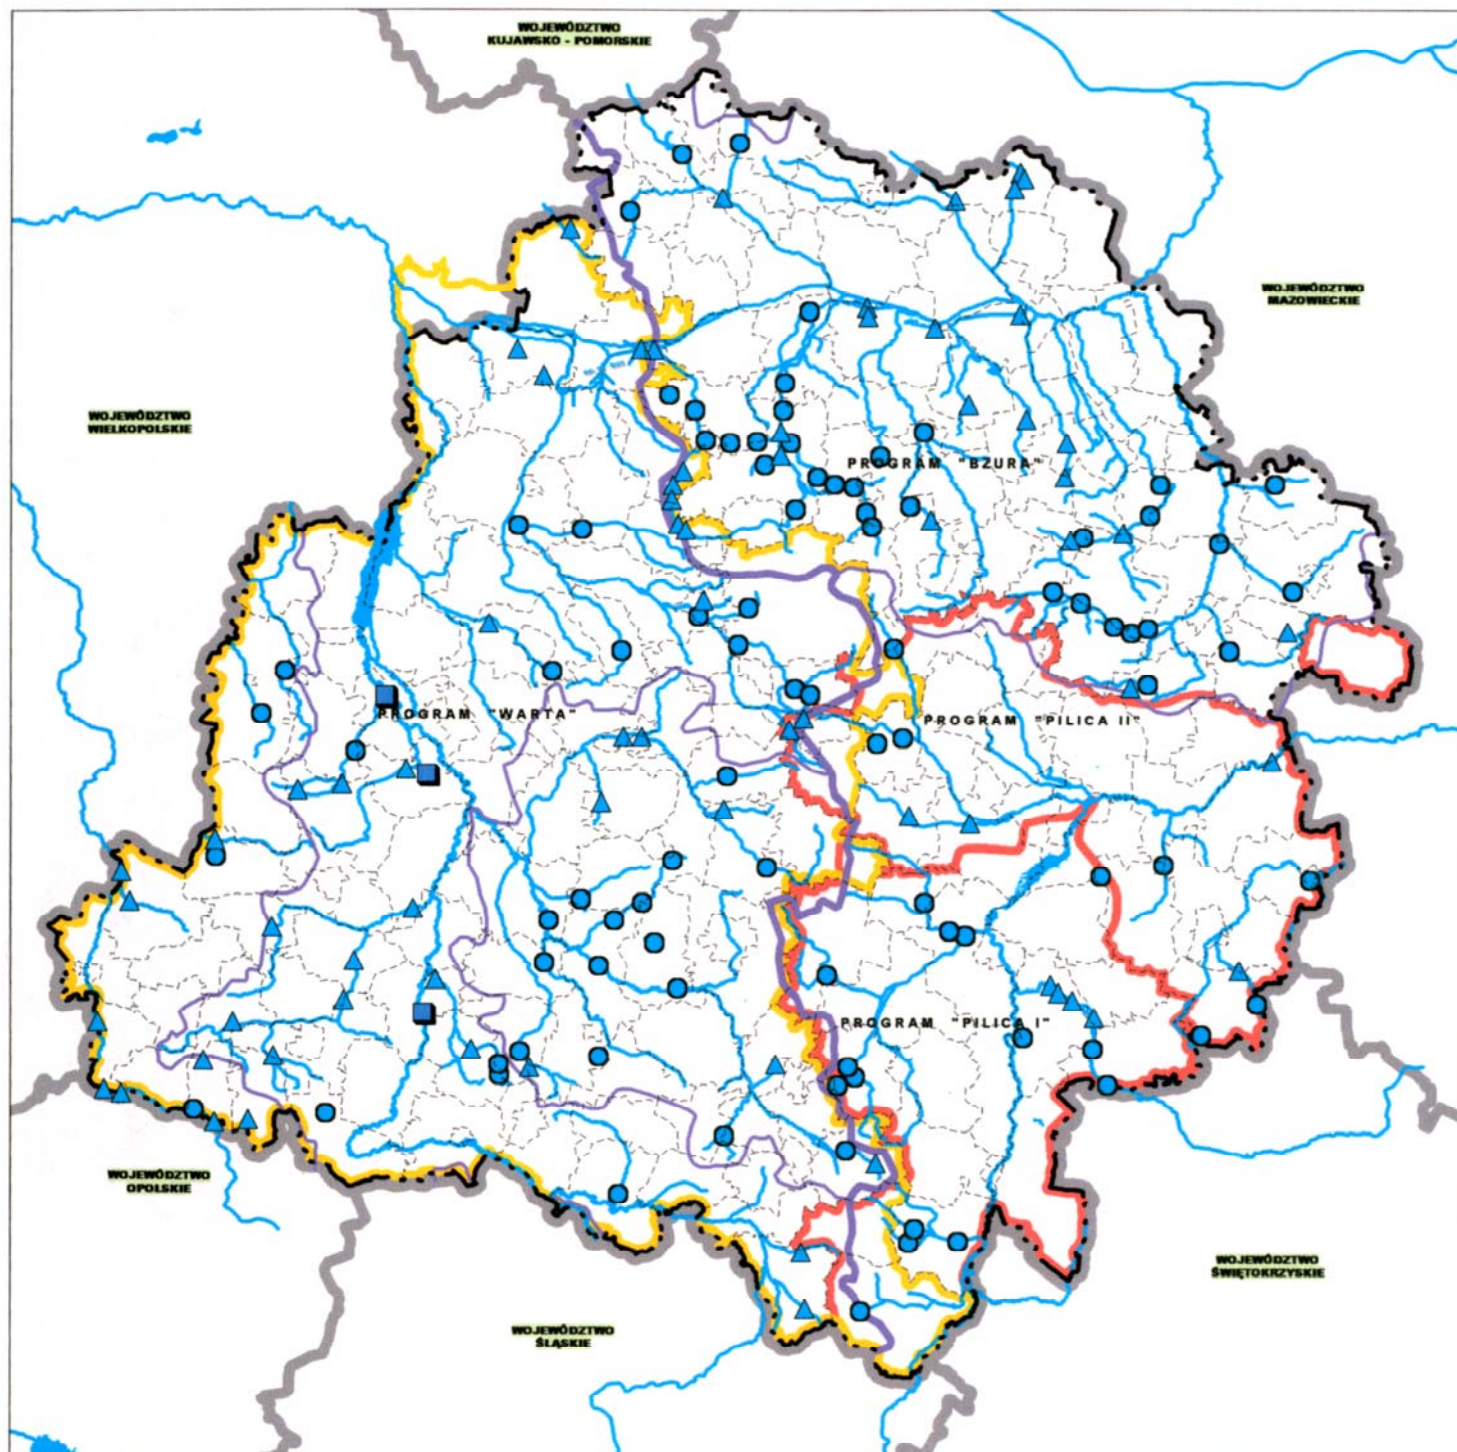 WOJEWÓDZTWO
KUJAWSKO - POMORSKIE
WOJEWÓDZTWO
MAZOWIECKIE
WOJEWÓDZTWO
WIELKOPOLSKIE
PROGRAM "BZURA"
PROGRAM "WARTA"
PROGRAM "PILICA II"
PROGRAM "PILICA I"
WOJEWÓDZTWO
OPOLSKIE
WOJEWÓDZTWO
ŚWIĘTOKRZYSKIE
WOJEWÓDZTWO
ŚLĄSKIE